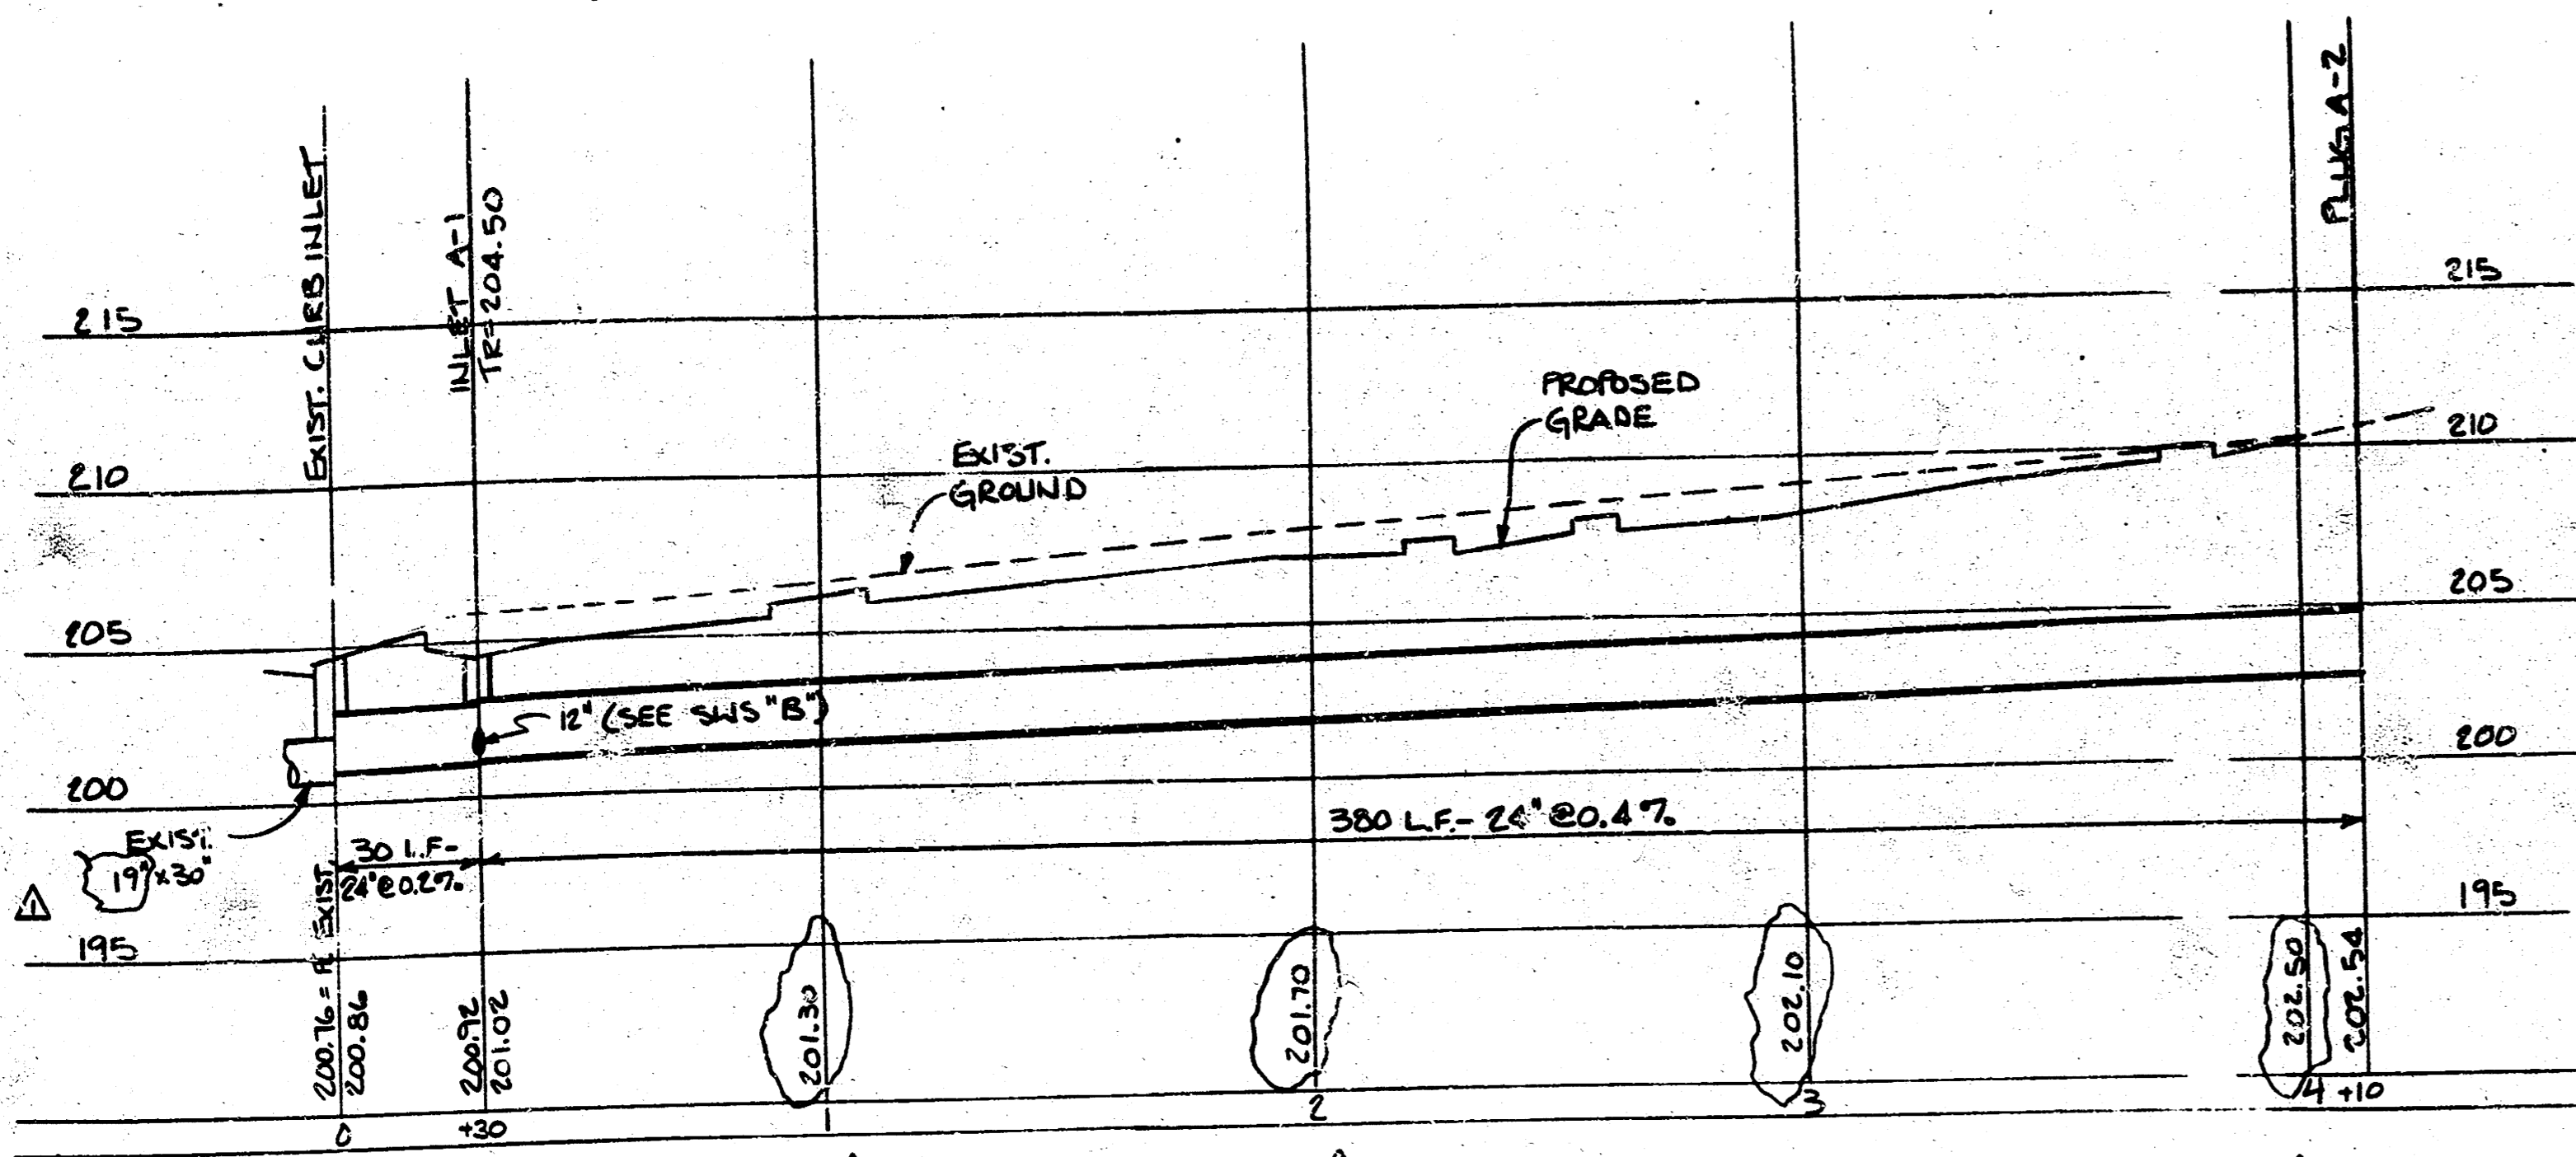 EXIST. CURB INLET
INLET A-1
TR=204.50
PLUG A-2
215
215
PROPOSED
GRADE
EXIST.
GROUND
210
210
205
205
12" (SEE SWS "B")
200
200
380 L.F.- 24" @0.4%
EXIST.
19"x30"
30 L.F-
24"@0.2%
1
195
195
200.76 = EXIST
200.86
200.92
201.02
201.30
201.70
202.10
202.50
202.54
0
+30
1
2
3
4
+10